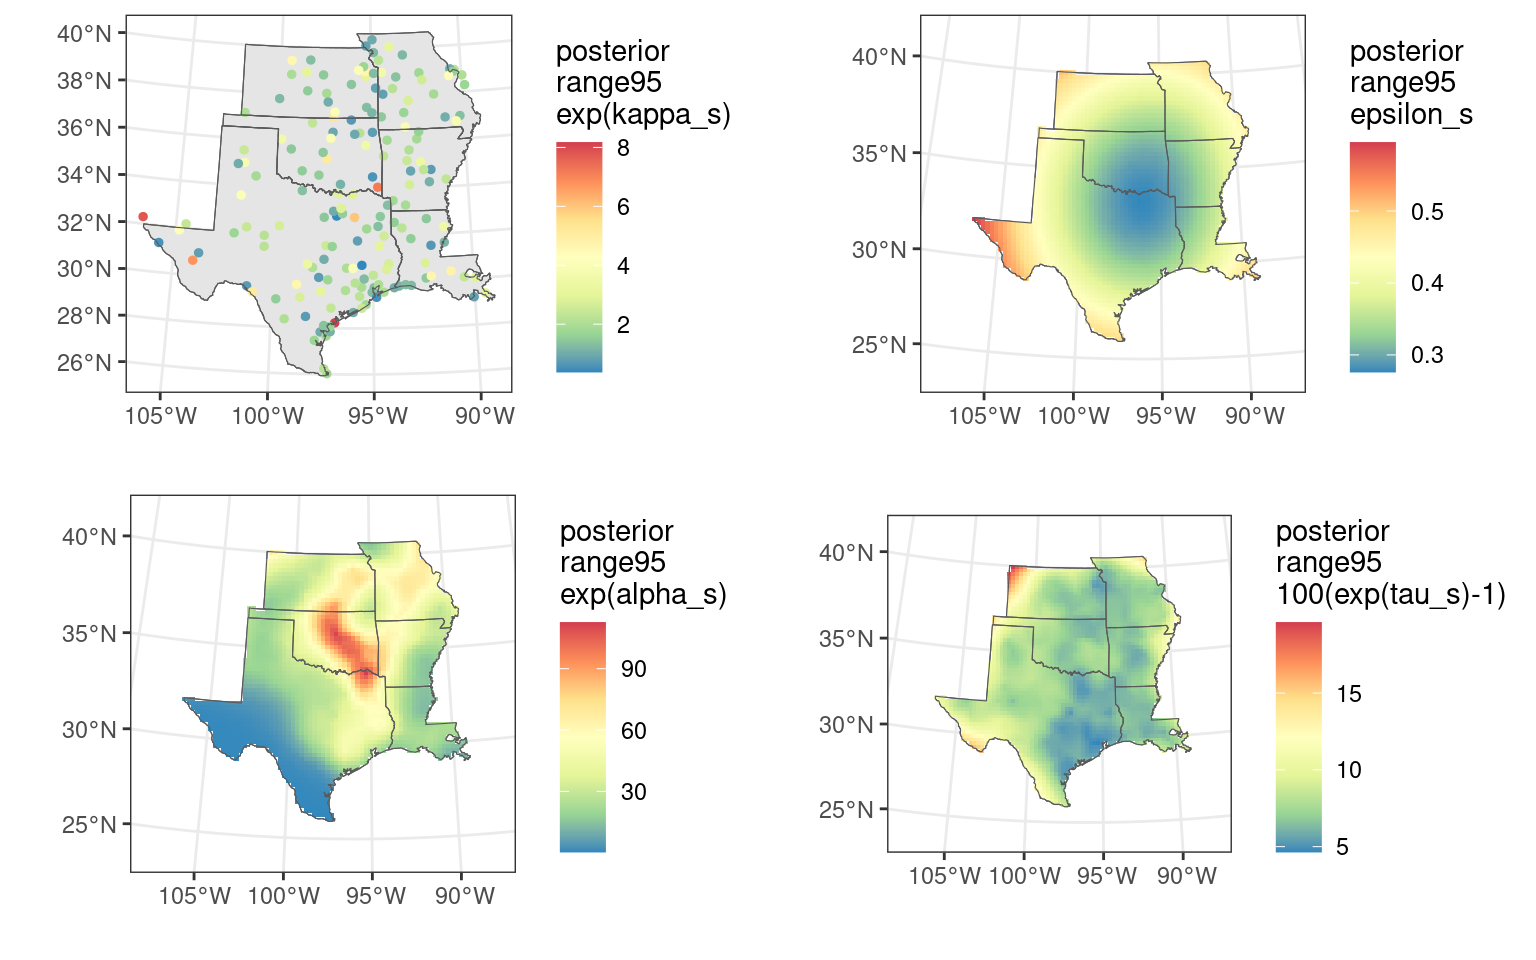 40°N
38°N
36°N
34°N
32°N
30°N
28°N
26°N
105°W 100°W 95°W 90°W
posterior
range95
exp(kappa_s)
8
6
4
2
40°N
35°N
30°N
25°N
105°W 100°W 95°W 90°W
posterior
range95
epsilon_s
0.5
0.4
0.3
40°N
35°N
30°N
25°N
105°W 100°W 95°W 90°W
posterior
range95
exp(alpha_s)
90
60
30
40°N
35°N
30°N
25°N
105°W 100°W 95°W 90°W
posterior
range95
100(exp(tau_s)-1)
15
10
5